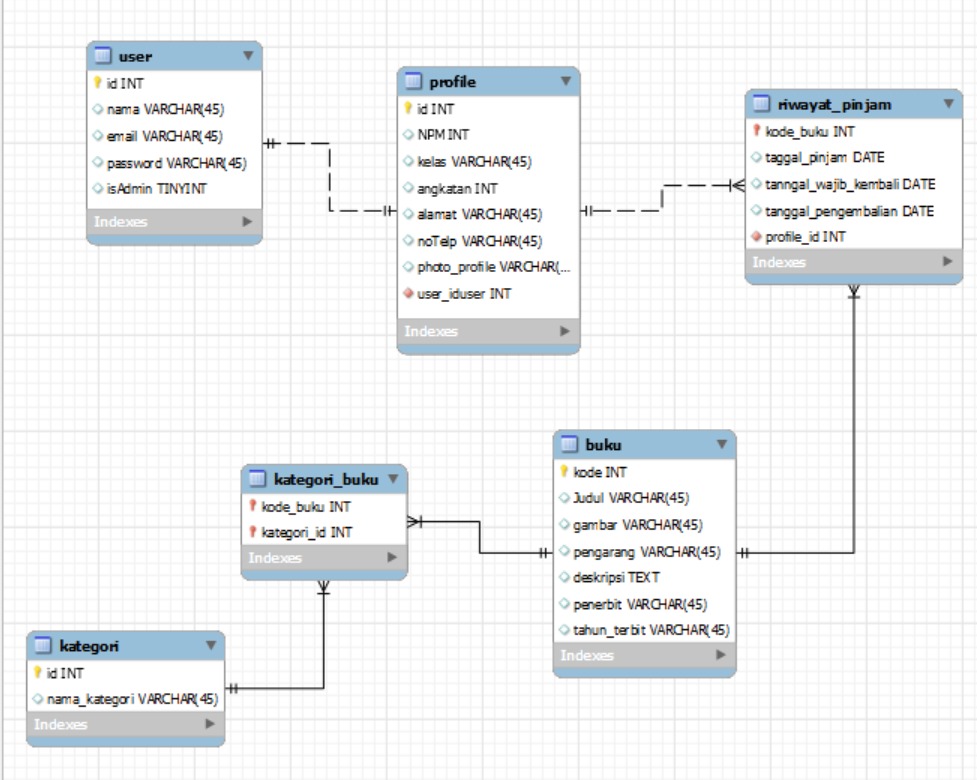 user
id INT
nama VARCHAR(45)
email VARCHAR(45)
password VARCHAR(45)
isAdmin TINYINT
Indexes
profile
id INT
NPM INT
kelas VARCHAR(45)
angkatan INT
alamat VARCHAR(45)
noTelp VARCHAR(45)
photo_profile VARCHAR(...
user_iduser INT
Indexes
riwayat_pinjam
kode_buku INT
taggal_pinjam DATE
tanngal_wajib_kembali DATE
tanggal_pengembalian DATE
profile_id INT
Indexes
kategori_buku
kode_buku INT
kategori_id INT
Indexes
buku
kode INT
Judul VARCHAR(45)
gambar VARCHAR(45)
pengarang VARCHAR(45)
deskripsi TEXT
penerbit VARCHAR(45)
tahun_terbit VARCHAR(45)
Indexes
kategori
id INT
nama_kategori VARCHAR(45)
Indexes